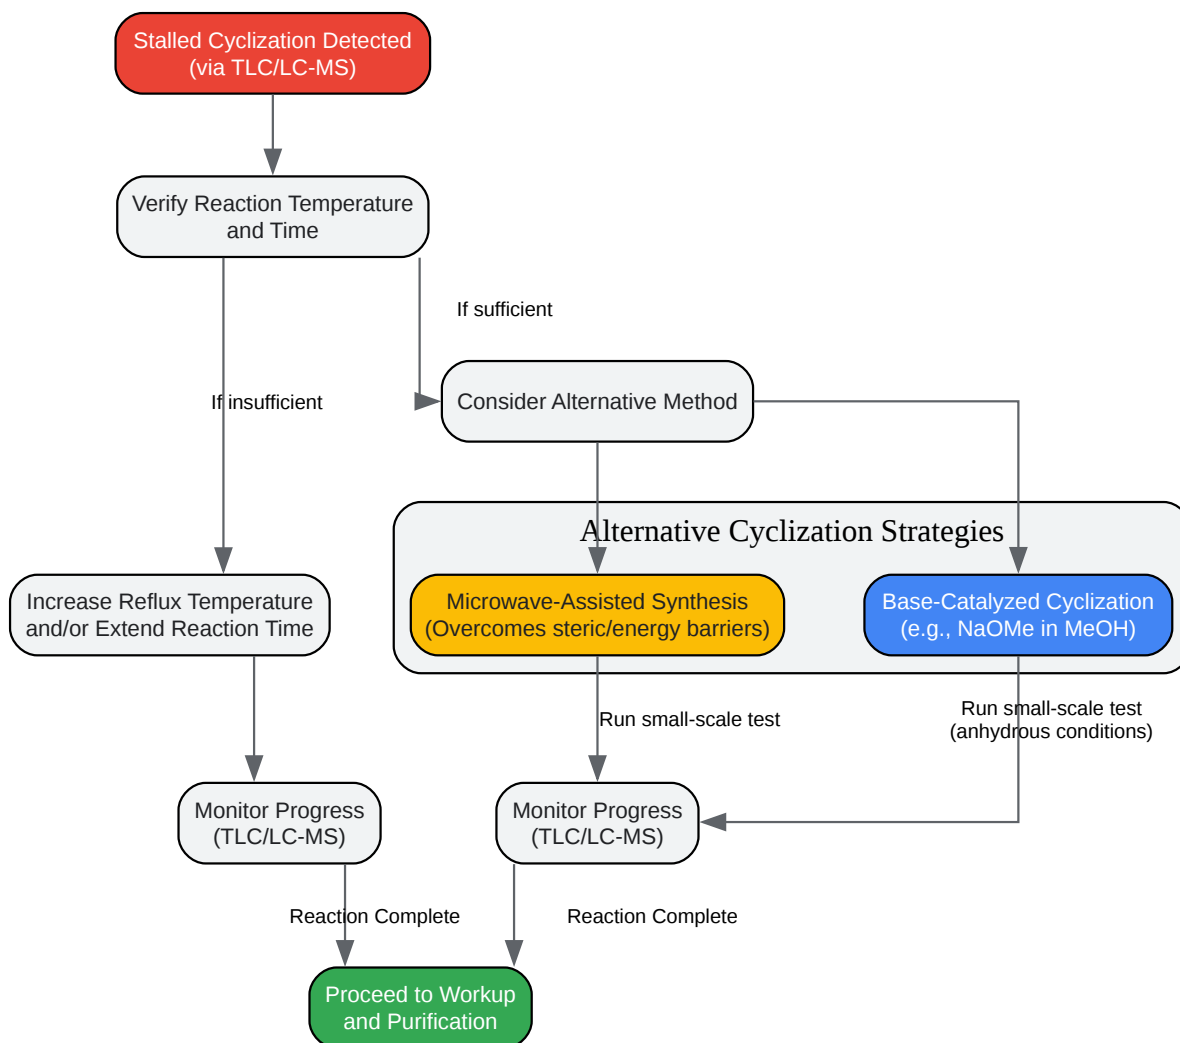 Stalled Cyclization Detected
(via TLC/LC-MS)
Verify Reaction Temperature
and Time
If sufficient
If insufficient
Consider Alternative Method
Alternative Cyclization Strategies
Increase Reflux Temperature
and/or Extend Reaction Time
Microwave-Assisted Synthesis
(Overcomes steric/energy barriers)
Base-Catalyzed Cyclization
(e.g., NaOMe in MeOH)
Run small-scale test
Run small-scale test
(anhydrous conditions)
Monitor Progress
(TLC/LC-MS)
Monitor Progress
(TLC/LC-MS)
Reaction Complete
Reaction Complete
Proceed to Workup
and Purification